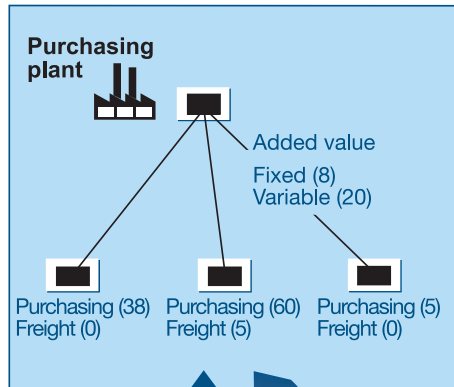 Purchasing
plant
Added value
Fixed (8)
Variable (20)
Purchasing (38)
Freight (0)
Purchasing (60)
Freight (5)
Purchasing (5)
Freight (0)